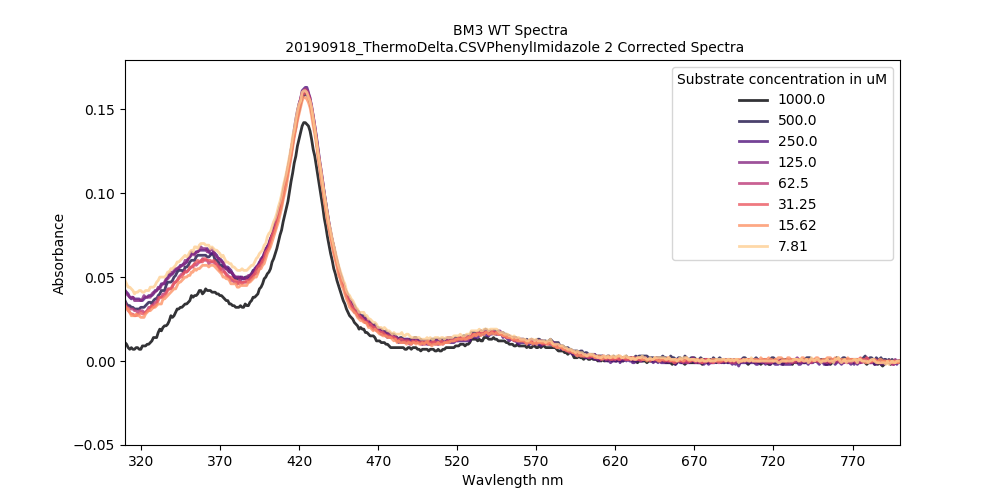 BM3 WT Spectra
20190918_ThermoDelta.CSVPhenylImidazole 2 Corrected Spectra
Substrate concentration in uM
1000.0
500.0
250.0
125.0
62.5
31.25
15.62
7.81
Absorbance
0.15
0.10
0.05
0.00
−0.05
320 370 420 470 520 570 620 670 720 770
Wavlength nm